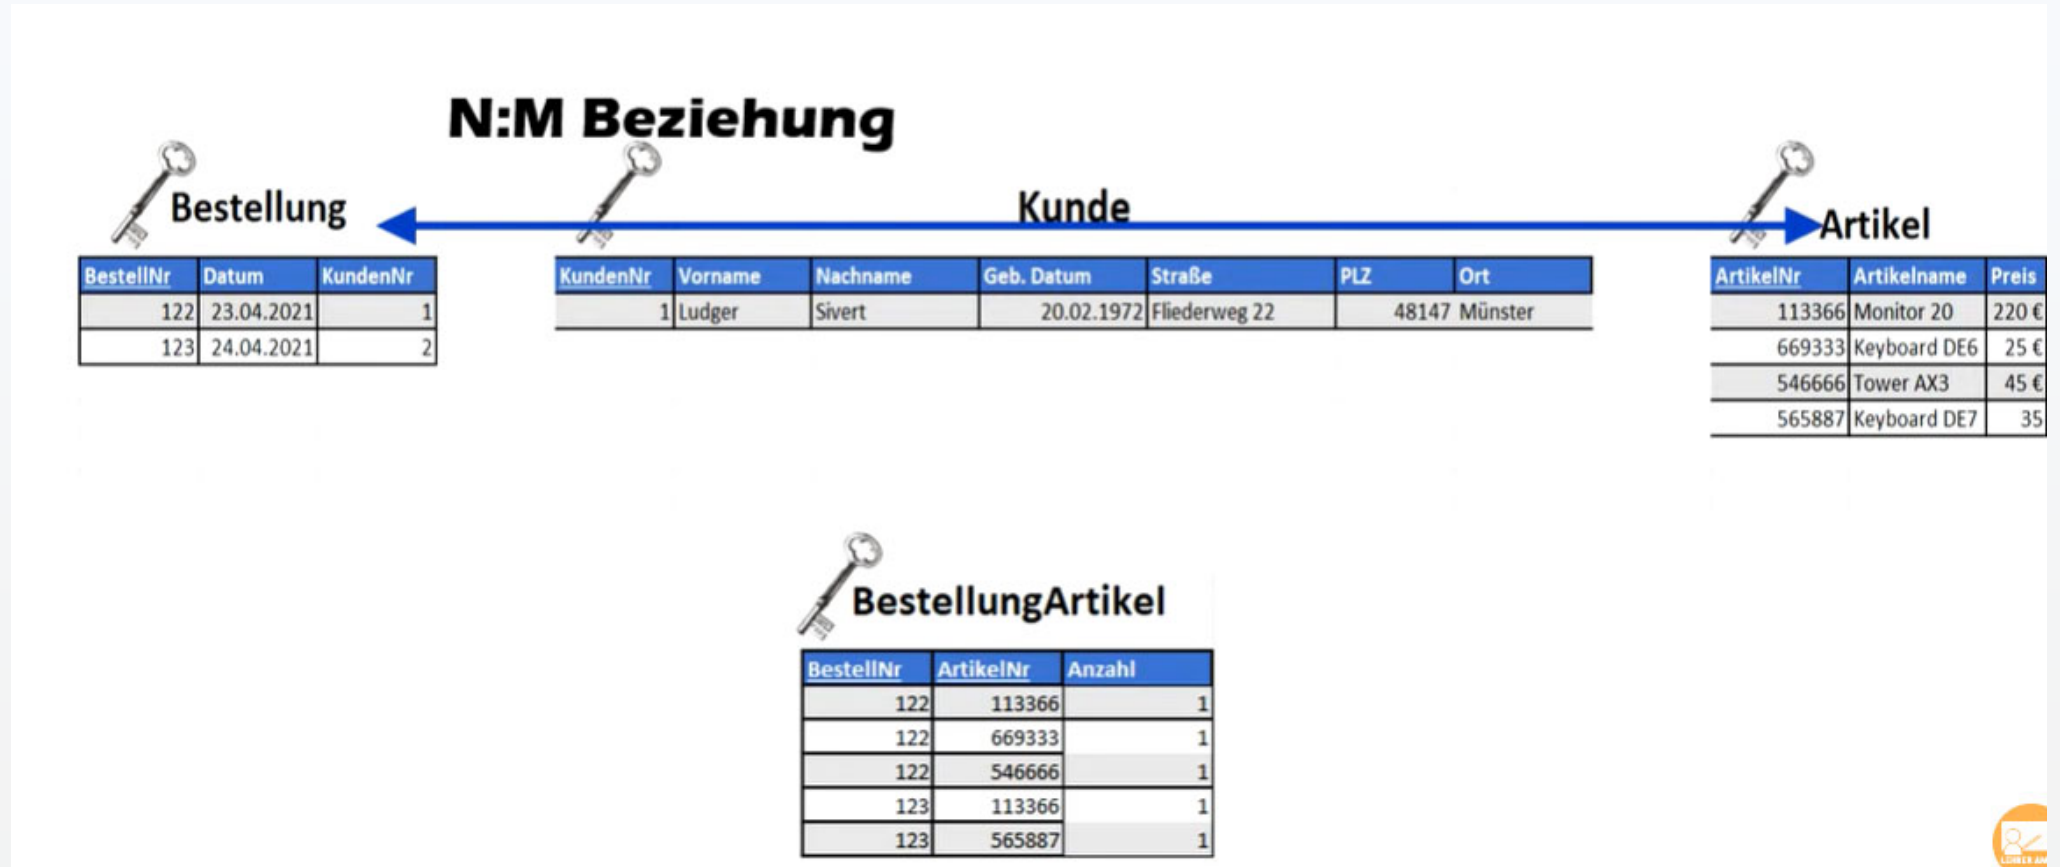 N:M Beziehung
Bestellung
BestellNr Datum KundenNr
122 23.04.2021 1
123 24.04.2021 2
Kunde
KundenNr Vorname Nachname Geb. Datum Straße PLZ Ort
1 Ludger Sivert 20.02.1972 Fliederweg 22 48147 Münster
Artikel
ArtikelNr Artikelname Preis
113366 Monitor 20 220 €
669333 Keyboard DE6 25 €
546666 Tower AX3 45 €
565887 Keyboard DE7 35
BestellungArtikel
BestellNr ArtikelNr Anzahl
122 113366 1
122 669333 1
122 546666 1
123 113366 1
123 565887 1